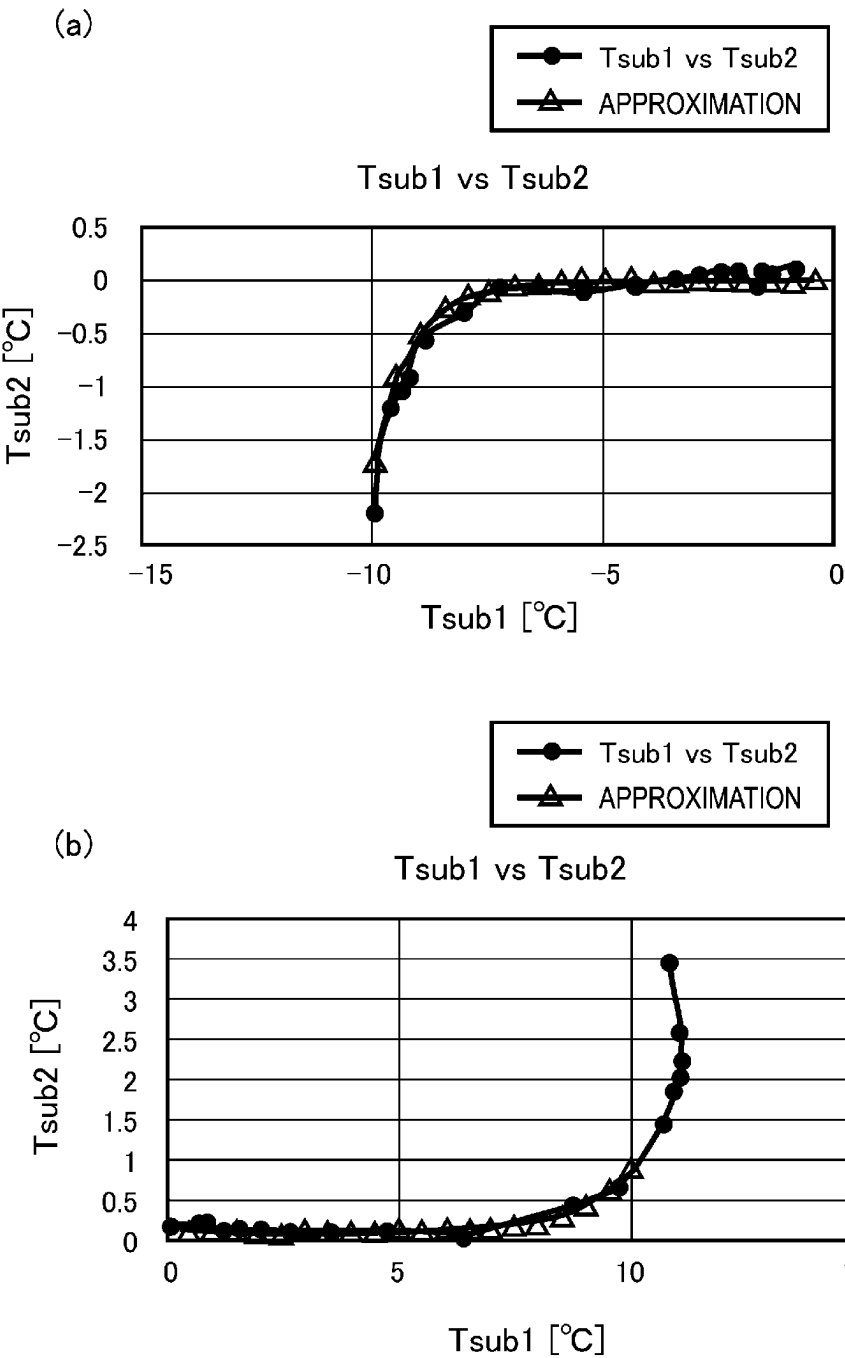 (a)
Tsub1 vs Tsub2
APPROXIMATION
Tsub1 vs Tsub2
Tsub2 [℃]
0.5
0
−0.5
−1
−1.5
−2
−2.5
−15 −10 −5 0
Tsub1 [℃]
Tsub1 vs Tsub2
APPROXIMATION
(b)
Tsub1 vs Tsub2
Tsub2 [℃]
4
3.5
3
2.5
2
1.5
1
0.5
0
0 5 10
Tsub1 [℃]